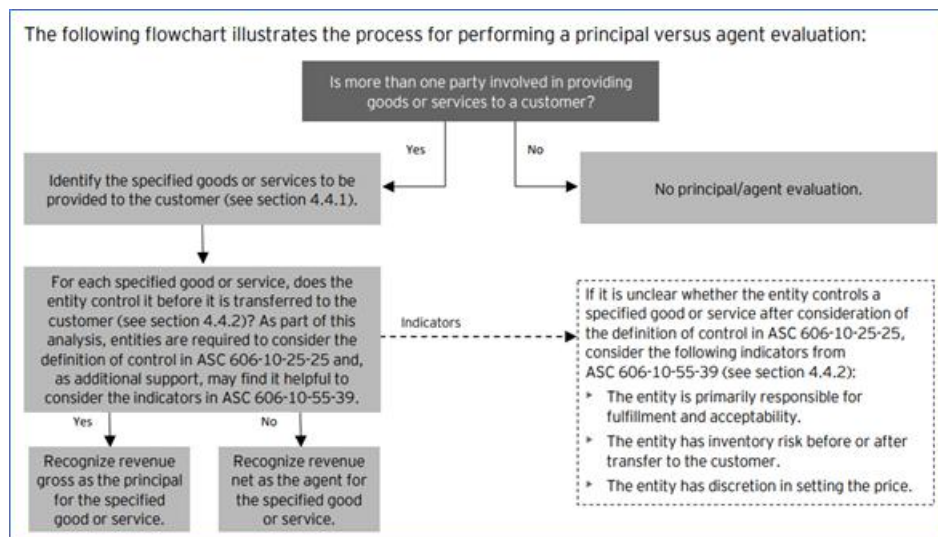 The following flowchart illustrates the process for performing a principal versus agent evaluation:
Is more than one party involved in providing
goods or services to a customer?
Yes
No
Identify the specified goods or services to be
provided to the customer (see section 4.4.1).
No principal/agent evaluation.
For each specified good or service, does the
entity control it before it is transferred to the
customer (see section 4.4.2)? As part of this
analysis, entities are required to consider the
definition of control in ASC 606-10-25-25 and,
as additional support, may find it helpful to
consider the indicators in ASC 606-10-55-39.
Indicators
If it is unclear whether the entity controls a
specified good or service after consideration of
the definition of control in ASC 606-10-25-25,
consider the following indicators from
ASC 606-10-55-39 (see section 4.4.2):
‣ The entity is primarily responsible for
fulfillment and acceptability.
‣ The entity has inventory risk before or after
transfer to the customer.
‣ The entity has discretion in setting the price.
Yes
No
Recognize revenue
gross as the principal
for the specified
good or service.
Recognize revenue
net as the agent for
the specified good
or service.